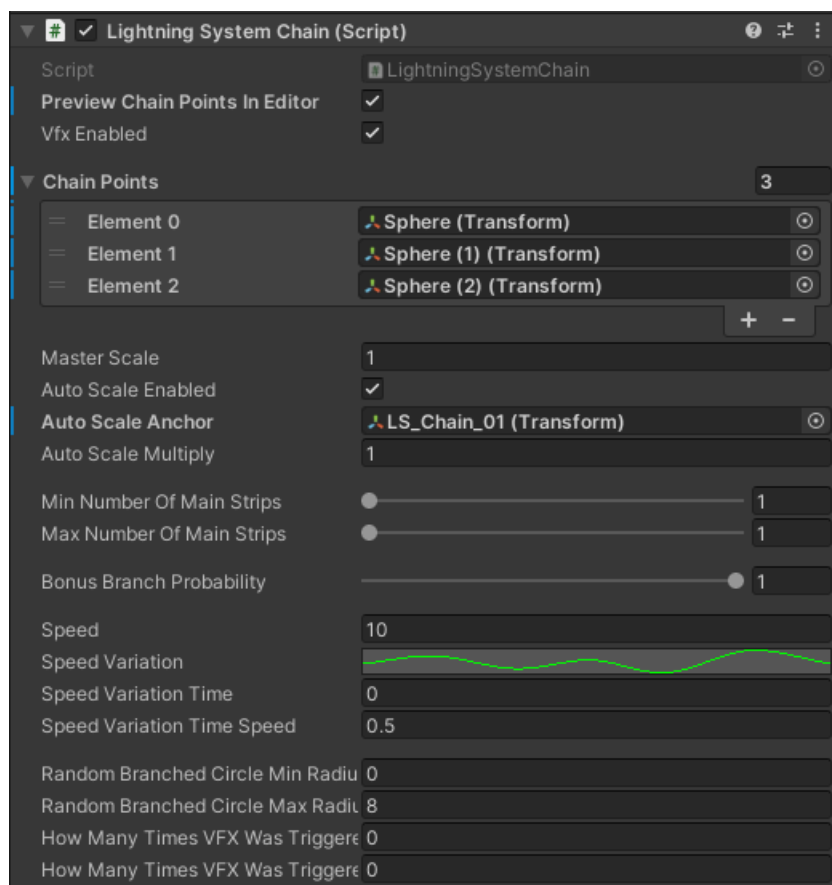 Lightning System Chain (Script)
Script LightningSystemChain
Preview Chain Points In Editor
Vfx Enabled
Chain Points 3
Element 0 Sphere (Transform)
Element 1 Sphere (1) (Transform)
Element 2 Sphere (2) (Transform)
+ -
Master Scale 1
Auto Scale Enabled
Auto Scale Anchor LS_Chain_01 (Transform)
Auto Scale Multiply 1
Min Number Of Main Strips 1
Max Number Of Main Strips 1
Bonus Branch Probability 1
Speed 10
Speed Variation
Speed Variation Time 0
Speed Variation Time Speed 0.5
Random Branched Circle Min Radiu 0
Random Branched Circle Max Radiu 8
How Many Times VFX Was Triggere 0
How Many Times VFX Was Triggere 0